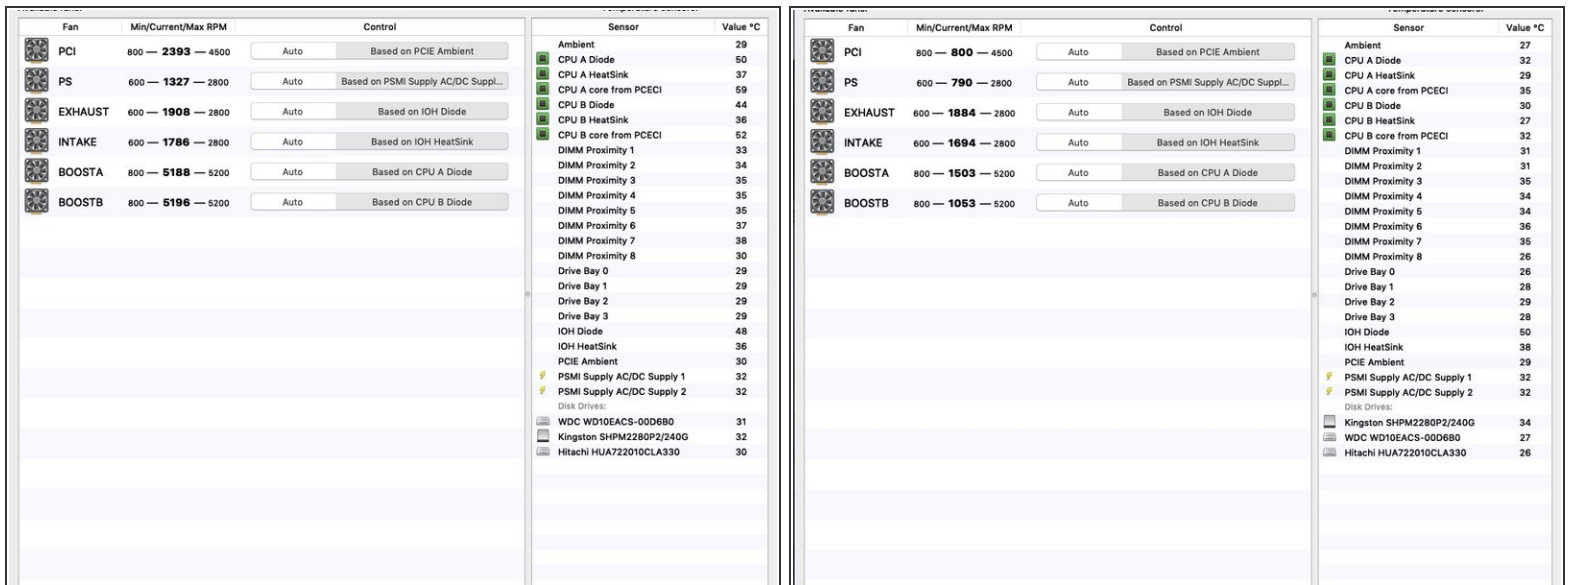 Fan Min/Current/Max RPM Control
PCI 800 — 2393 — 4500 Auto Based on PCIE Ambient
PS 600 — 1327 — 2800 Auto Based on PSMI Supply AC/DC Suppl...
EXHAUST 600 — 1908 — 2800 Auto Based on IOH Diode
INTAKE 600 — 1786 — 2800 Auto Based on IOH HeatSink
BOOSTA 800 — 5188 — 5200 Auto Based on CPU A Diode
BOOSTB 800 — 5196 — 5200 Auto Based on CPU B Diode
Sensor Value °C
Ambient 29
CPU A Diode 50
CPU A HeatSink 37
CPU A core from PCECI 59
CPU B Diode 44
CPU B HeatSink 36
CPU B core from PCECI 52
DIMM Proximity 1 33
DIMM Proximity 2 34
DIMM Proximity 3 35
DIMM Proximity 4 35
DIMM Proximity 5 35
DIMM Proximity 6 37
DIMM Proximity 7 38
DIMM Proximity 8 30
Drive Bay 0 29
Drive Bay 1 29
Drive Bay 2 29
Drive Bay 3 29
IOH Diode 48
IOH HeatSink 36
PCIE Ambient 30
PSMI Supply AC/DC Supply 1 32
PSMI Supply AC/DC Supply 2 32
Disk Drives:
WDC WD10EACS-00D6B0 31
Kingston SHPM2280P2/240G 32
Hitachi HUA722010CLA330 30
Fan Min/Current/Max RPM Control
PCI 800 — 800 — 4500 Auto Based on PCIE Ambient
PS 600 — 790 — 2800 Auto Based on PSMI Supply AC/DC Suppl...
EXHAUST 600 — 1884 — 2800 Auto Based on IOH Diode
INTAKE 600 — 1694 — 2800 Auto Based on IOH HeatSink
BOOSTA 800 — 1503 — 5200 Auto Based on CPU A Diode
BOOSTB 800 — 1053 — 5200 Auto Based on CPU B Diode
Sensor Value °C
Ambient 27
CPU A Diode 32
CPU A HeatSink 29
CPU A core from PCECI 35
CPU B Diode 30
CPU B HeatSink 27
CPU B core from PCECI 32
DIMM Proximity 1 31
DIMM Proximity 2 31
DIMM Proximity 3 35
DIMM Proximity 4 34
DIMM Proximity 5 34
DIMM Proximity 6 36
DIMM Proximity 7 35
DIMM Proximity 8 26
Drive Bay 0 26
Drive Bay 1 28
Drive Bay 2 29
Drive Bay 3 28
IOH Diode 50
IOH HeatSink 38
PCIE Ambient 29
PSMI Supply AC/DC Supply 1 32
PSMI Supply AC/DC Supply 2 32
Disk Drives:
Kingston SHPM2280P2/240G 34
WDC WD10EACS-00D6B0 27
Hitachi HUA722010CLA330 26